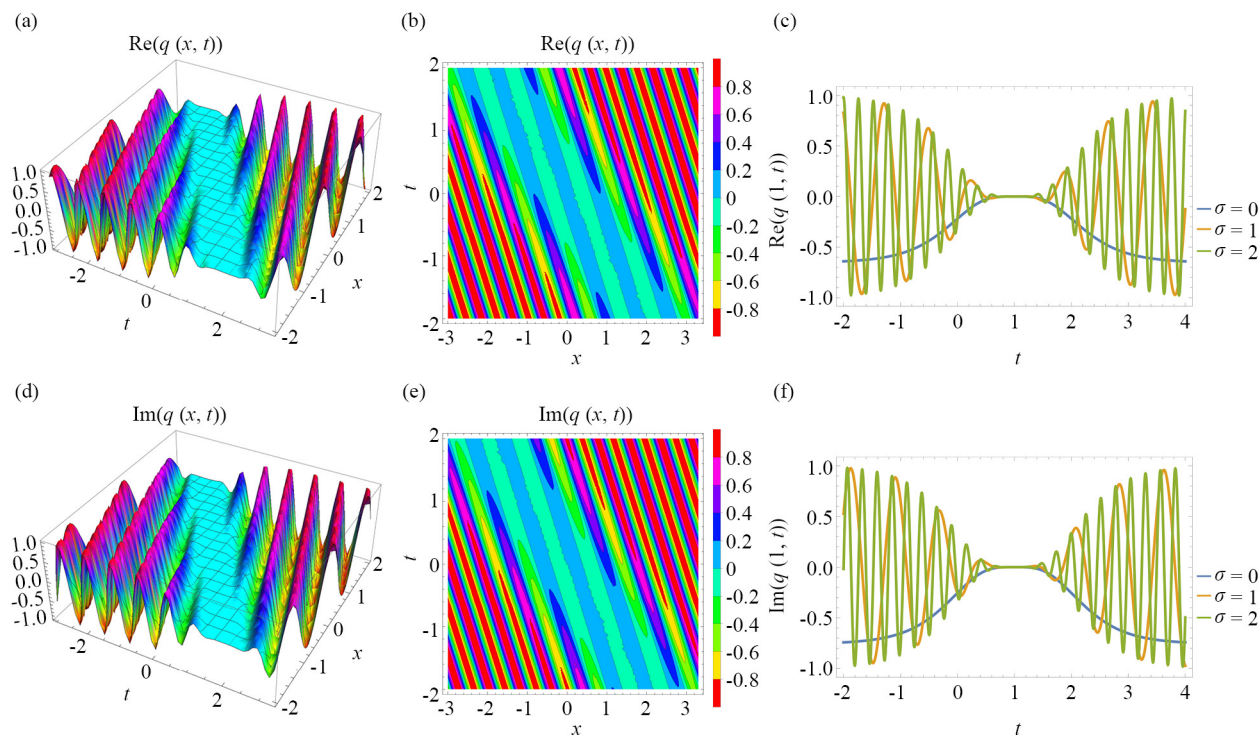 (a)
Re(q (x, t))
1.0
0.5
0.0
-0.5
-1.0
-2
0
2
t
-2
-1
0
1
2
x
(b)
Re(q (x, t))
2
1
0
-1
-2
t
-3 -2 -1 0 1 2 3
x
0.8
0.6
0.4
0.2
0
-0.2
-0.4
-0.6
-0.8
(c)
Re(q (1, t))
1.0
0.5
0.0
-0.5
-1.0
-2 -1 0 1 2 3 4
t
σ = 0
σ = 1
σ = 2
(d)
Im(q (x, t))
1.0
0.5
0.0
-0.5
-1.0
-2
0
2
t
-2
-1
0
1
2
x
(e)
Im(q (x, t))
2
1
0
-1
-2
t
-3 -2 -1 0 1 2 3
x
0.8
0.6
0.4
0.2
0
-0.2
-0.4
-0.6
-0.8
(f)
Im(q (1, t))
1.0
0.5
0.0
-0.5
-1.0
-2 -1 0 1 2 3 4
t
σ = 0
σ = 1
σ = 2